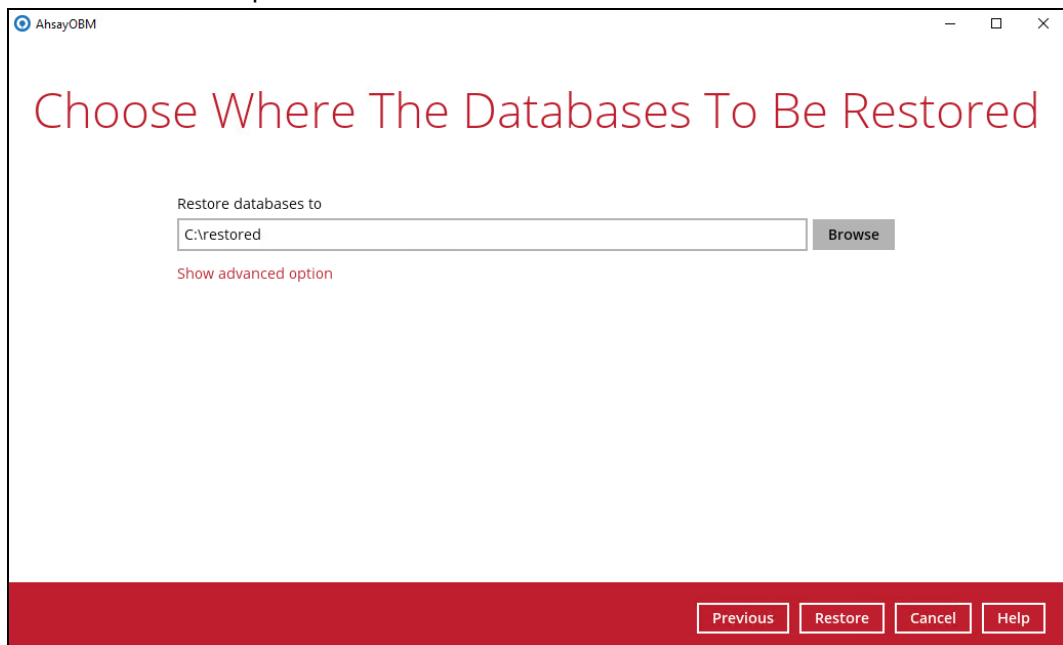 AhsayOBM
Choose Where The Databases To Be Restored
Restore databases to
C:\restored
Browse
Show advanced option
Previous Restore Cancel Help